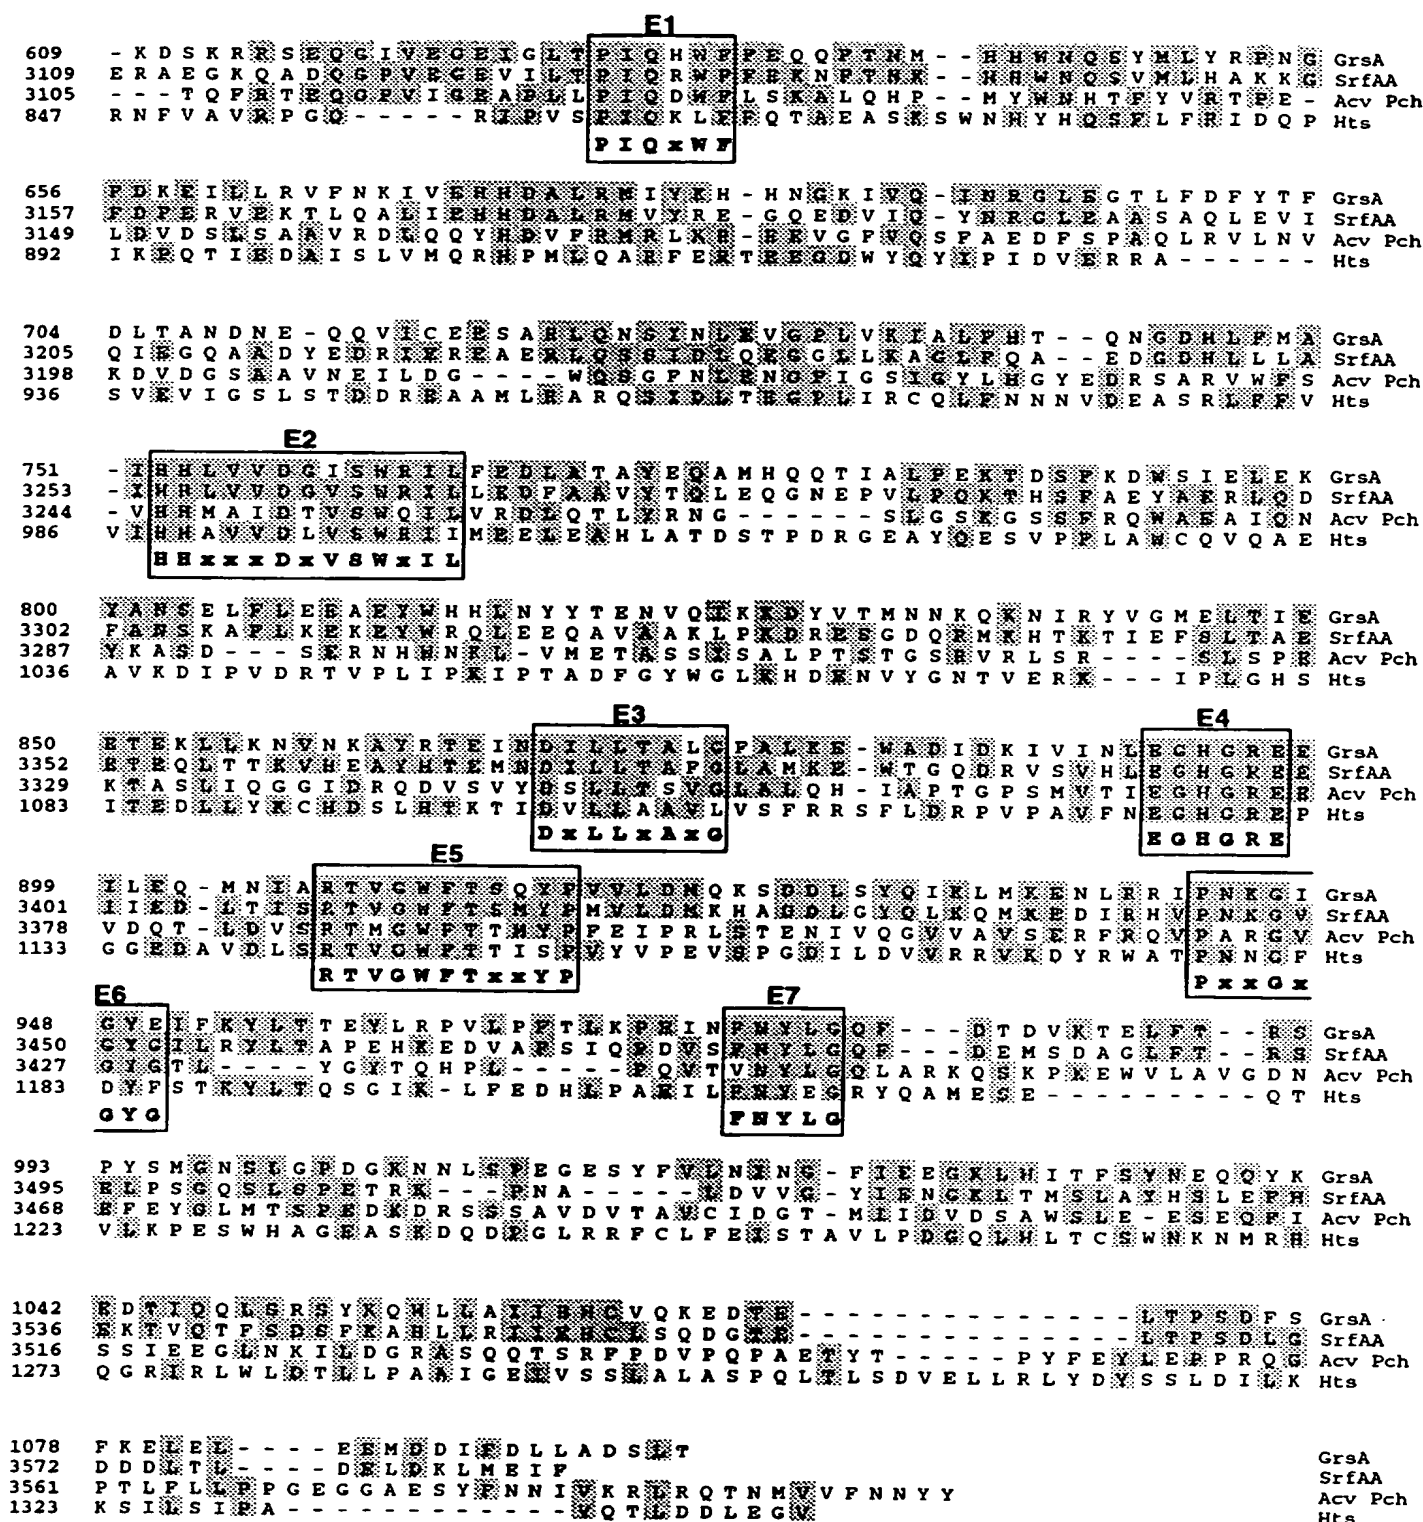 E1
609 - K D S K R R S E Q G I V E G E I G L T P I Q H W F F E Q Q F T N M - - H H W N Q S Y M L Y R P N G GrsA
3109 E R A E G K Q A D Q G P V E G E V I L T P I Q R W F F E K N F T N K - - H H W N Q S V M L H A K K G SrfAA
3105 - - - T Q F R T E Q G P V I G E A P L L P I Q D W F L S K A L Q H P - - M Y W N H T F Y V R T P E - Acv Pch
847 R N F V A V R P G Q - - - - - R I P V S P I Q K L F F Q T A E A S K S W N H Y H Q S F L F R I D Q P Hts
P I Q x W F
656 F D K E I L L R V F N K I V E H H D A L R M I Y K H - H N G K I V Q - I N R G L E G T L F D F Y T F GrsA
3157 F D P E R V E K T L Q A L I E H H D A L R M V Y R E - G Q E D V I Q - Y N R G L E A A S A Q L E V I SrfAA
3149 L D V D S L S A A V R D L Q Q Y H D V F R M R L K R - E K V G F V Q S F A E D F S P A Q L R V L N V Acv Pch
892 I K P Q T I E D A I S L V M Q R H P M L Q A R F E R T E E G D W Y Q Y I P I D V E R R A - - - - - - Hts
704 D L T A N D N E - Q Q V I C E E S A R L Q N S Y N L E V G P L V K I A L F H T - - Q N G D H L F M A GrsA
3205 Q I E G Q A A D Y E D R I E R E A E R L Q S S I D L Q E G G L L K A G L F Q A - - E D G D H L L L A SrfAA
3198 K D V D G S A A V N E I L D G - - - - W Q S G F N L E N G P I G S I G Y L H G Y E D R S A R V W F S Acv Pch
936 S V E V I G S L S T D D R E A A M L R A R Q S I D L T E G P L I R C Q L F N N N V D E A S R L F F V Hts
E2
751 - I H H L V V D G I S W R I L F E D L A T A Y E Q A M H Q Q T I A L P E K T D S F K D W S I E L E K GrsA
3253 - I H H L V V D G V S W R I L L E D F A A V Y T Q L E Q G N E P V L P Q K T H S F A E Y A E R L Q D SrfAA
3244 - V H H M A I D T V S W Q I L V R D L Q T L Y R N G - - - - - - S L G S K G S S F R Q W A E A I Q N Acv Pch
986 V I H H A V V D L V S W R I I M E E L E A H L A T D S T P D R G E A Y Q E S V P F L A W C Q V Q A E Hts
H H x x x D x V S W x I L
800 Y A N S E L F L E E A E Y W H H L N Y Y T E N V Q I K K D Y V T M N N K Q K N I R Y V G M E L T I E GrsA
3302 F A N S K A F L K E K E Y W R Q L E E Q A V A A K L P K D R E S G D Q R M K H T K T I E F S L T A E SrfAA
3287 Y K A S D - - - S E R N H W N K L - V M E T A S S I S A L P T S T G S R V R L S R - - - - S L S P E Acv Pch
1036 A V K D I P V D R T V P L I P K I P T A D F G Y W G L K H D E N V Y G N T V E R K - - - I P L G H S Hts
E3 E4
850 E T E K L L K N V N K A Y R T E I N D I L L T A L G F A L K E - W A D I D K I V I N L E G H G R E E GrsA
3352 E T E Q L T T K V H E A Y H T E M N D I L L T A F G L A M K E - W T G Q D R V S V H L E G H G R E E SrfAA
3329 K T A S L I Q G G I D R Q D V S V Y D S L L T S V G L A L Q H - I A P T G P S M V T I E G H G R E E Acv Pch
1083 I T E D L L Y K C H D S L H T K T I D V L L A A V L V S F R R S F L D R P V P A V F N E G H G R E P Hts
D x L L x A x G E G H G R E
E5
899 I L E Q - M N I A R T V G W F T S Q Y P V V L D M Q K S D D L S Y Q I K L M K E N L R R I P N K G I GrsA
3401 I I E D - L T I S R T V G W F T S M Y P M V L D M K H A D D L G Y Q L K Q M K E D I R H V P N K G V SrfAA
3378 V D Q T - L D V S R T M G W F T T M Y P F E I P R L S T E N I V Q G V V A V S E R F R Q V P A R G V Acv Pch
1133 G G E D A V D L S R T V G W F T T I S P V Y V P E V S P G D I L D V V R R V K D Y R W A T P N N G F Hts
R T V G W F T x x Y P P x x G x
E6 E7
948 G Y E I F K Y L T T E Y L R P V L P F T L K P E I N F N Y L G Q F - - - D T D V K T E L F T - - R S GrsA
3450 G Y G I L R Y L T A P E H K E D V A F S I Q P D V S F N Y L G Q F - - - D E M S D A G L F T - - R S SrfAA
3427 G Y G T L - - - - Y G Y T Q H P L - - - - - P Q V T V N Y L G Q L A R K Q S K P K E W V L A V G D N Acv Pch
1183 D Y F S T K Y L T Q S G I K - L F E D H L P A E I L F N Y E G R Y Q A M E S E - - - - - - - - - Q T Hts
G Y G F N Y L G
993 P Y S M G N S L G P D G K N N L S P E G E S Y F V L N I N G - F I E E G K L H I T F S Y N E Q Q Y K GrsA
3495 E L P S G Q S L S P E T R K - - - P N A - - - - - L D V V G - Y I E N G K L T M S L A Y H S L E F H SrfAA
3468 E F E Y G L M T S P E D K D R S S S A V D V T A V C I D G T - M I I D V D S A W S L E - E S E Q F I Acv Pch
1223 V L K P E S W H A G E A S K D Q D P G L R R F C L F E I S T A V L P D G Q L H L T C S W N K N M R H Hts
1042 E D T I Q Q L S R S Y K Q H L L A I I H H C V Q K E D T E - - - - - - - - - - - - - - L T P S D F S GrsA
3536 E K T V Q T F S D S F K A H L L R I I K H C L S Q D G T E - - - - - - - - - - - - - - L T P S D L G SrfAA
3516 S S I E E G L N K I L D G R A S Q Q T S R F P D V P Q P A E T Y T - - - - - P Y F E Y L E P P R Q G Acv Pch
1273 Q G R I R L W L D T L L P A A I G E I V S S L A L A S P Q L T L S D V E L L R L Y D Y S S L D I L K Hts
1078 F K E L E L - - - - E E M D D I F D L L A D S L T GrsA
3572 D D D L T L - - - - D E L D K L M E I F SrfAA
3561 P T L F L L P P G E G G A E S Y F N N I V K R L R Q T N M V V F N N Y Y Acv Pch
1323 K S I L S I P A - - - - - - - - - - - - V Q T L D D L E G V Hts